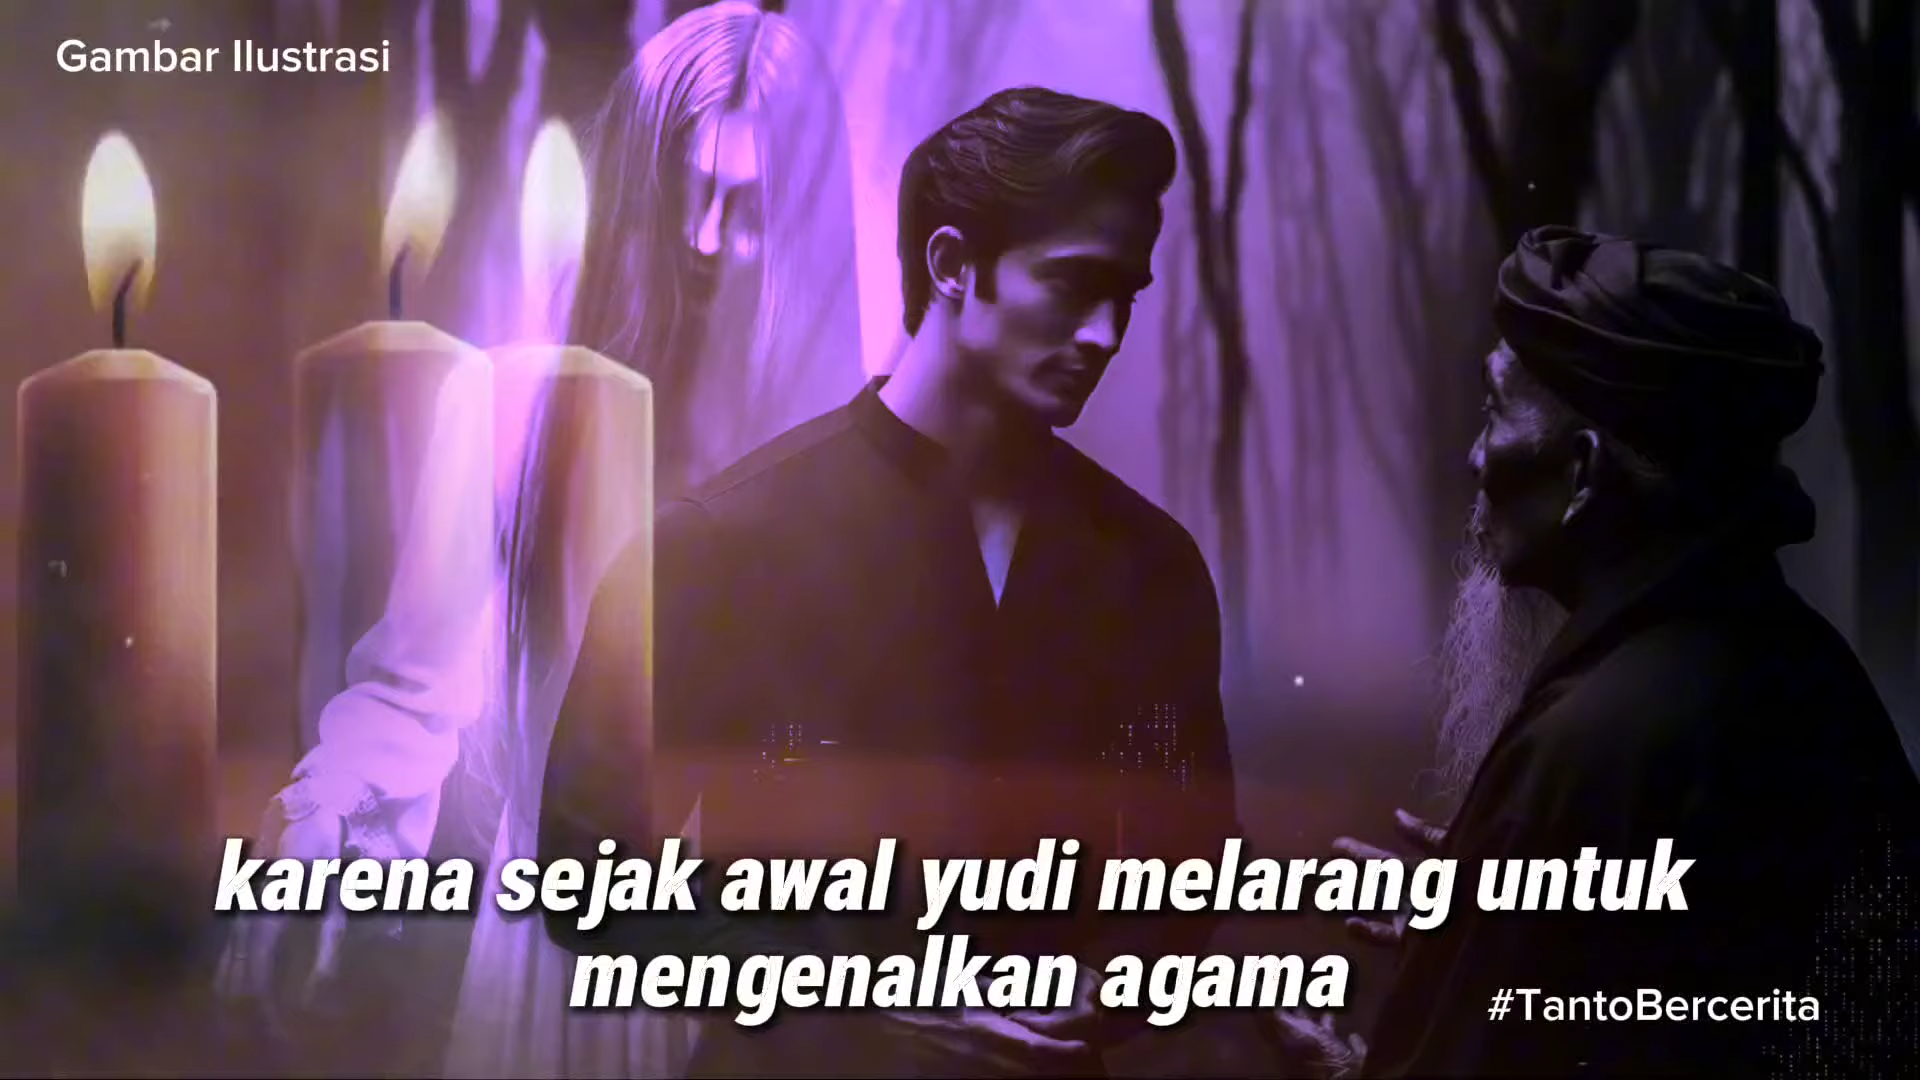 Gambar Ilustrasi
karena sejak awal yudi melarang untuk
mengenalkan agama
#TantoBercerita